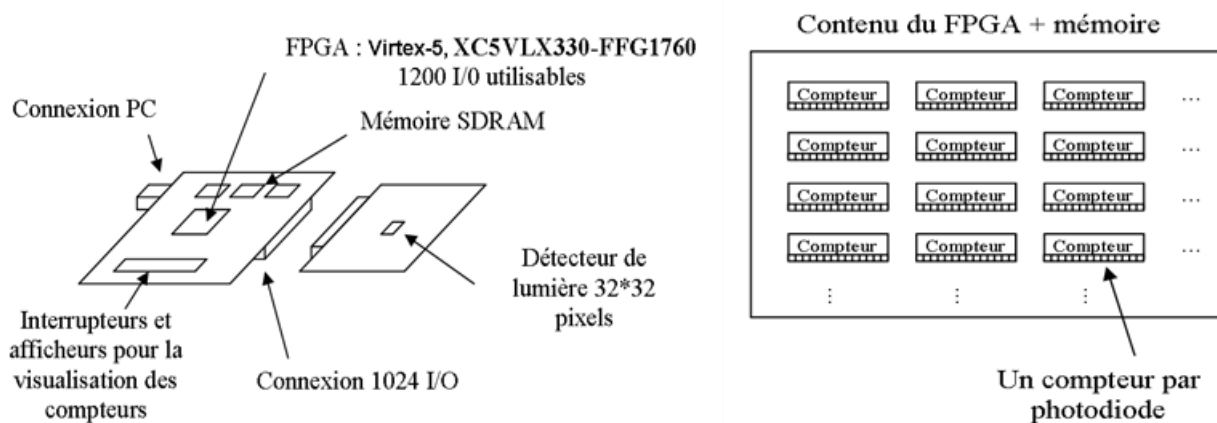 FPGA : Virtex-5, XC5VLX330-FFG1760
1200 I/0 utilisables
Connexion PC
Mémoire SDRAM
Détecteur de
lumière 32*32
pixels
Interrupteurs et
afficheurs pour la
visualisation des
compteurs
Connexion 1024 I/O
Contenu du FPGA + mémoire
Compteur Compteur Compteur ...
Compteur Compteur Compteur ...
Compteur Compteur Compteur ...
Compteur Compteur Compteur ...
Un compteur par
photodiode